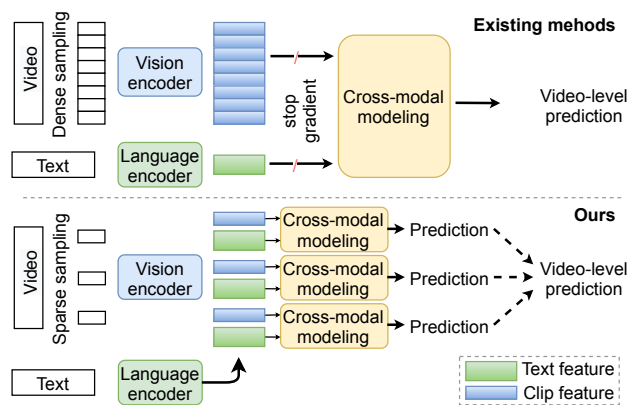 Existing mehods
Video
Dense sampling
Vision
encoder
stop
gradient
Cross-modal
modeling
Video-level
prediction
Text
Language
encoder
Ours
Video
Sparse sampling
Vision
encoder
Cross-modal
modeling
Prediction
Cross-modal
modeling
Prediction
Cross-modal
modeling
Prediction
Video-level
prediction
Text
Language
encoder
Text feature
Clip feature